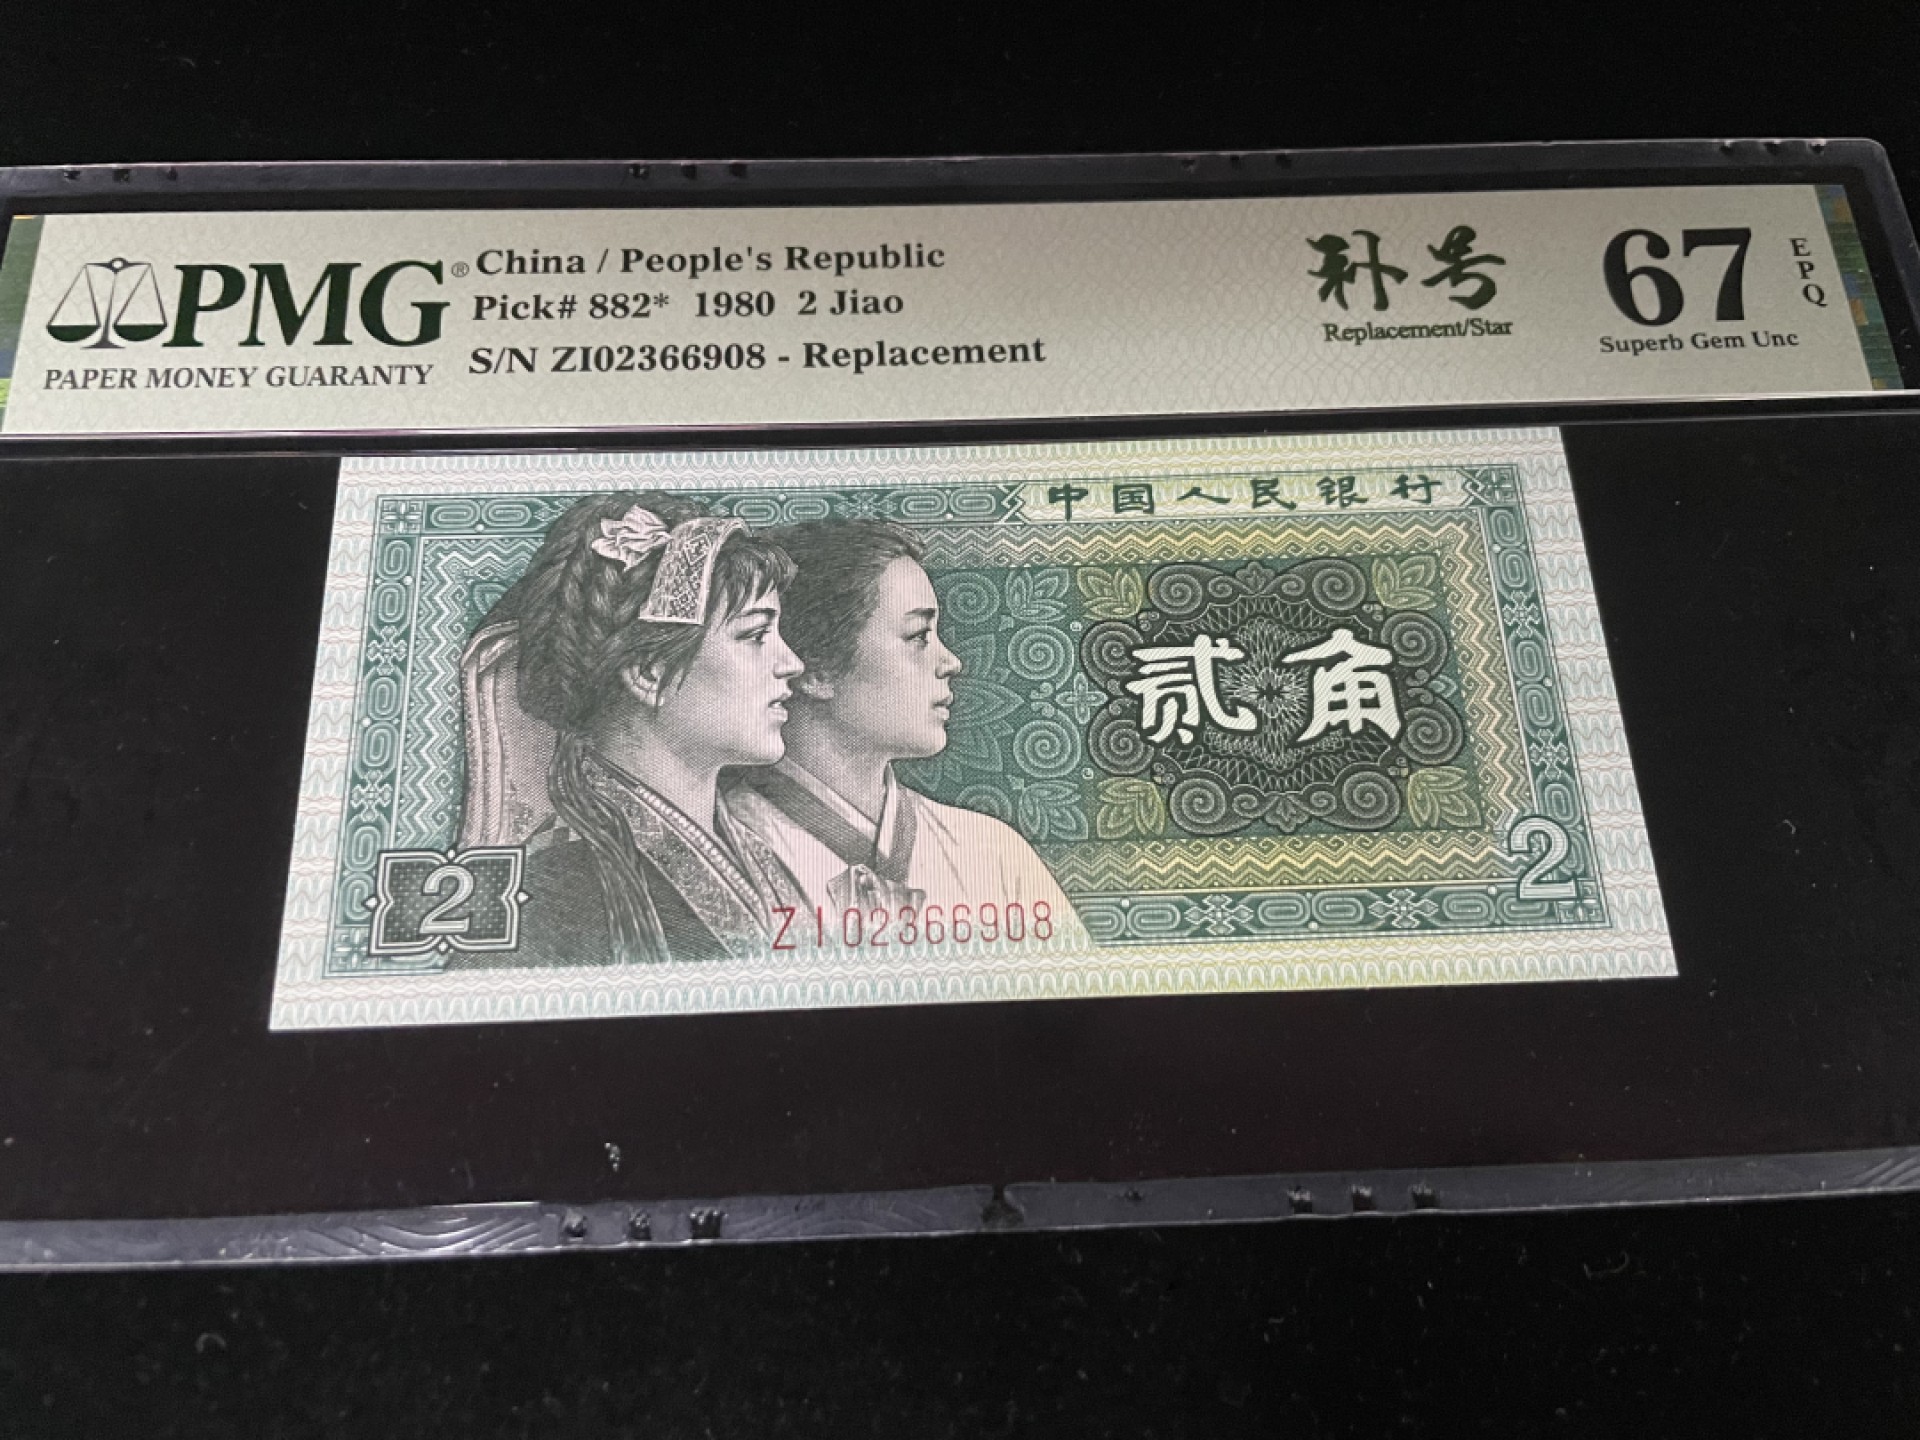 PMG®
PAPER MONEY GUARANTY
China / People's Republic
Pick# 882* 1980 2 Jiao
S/N ZI02366908 - Replacement
补号
Replacement/Star
67
EPQ
Superb Gem Unc
中国人民银行
贰角
2
ZI02366908
2